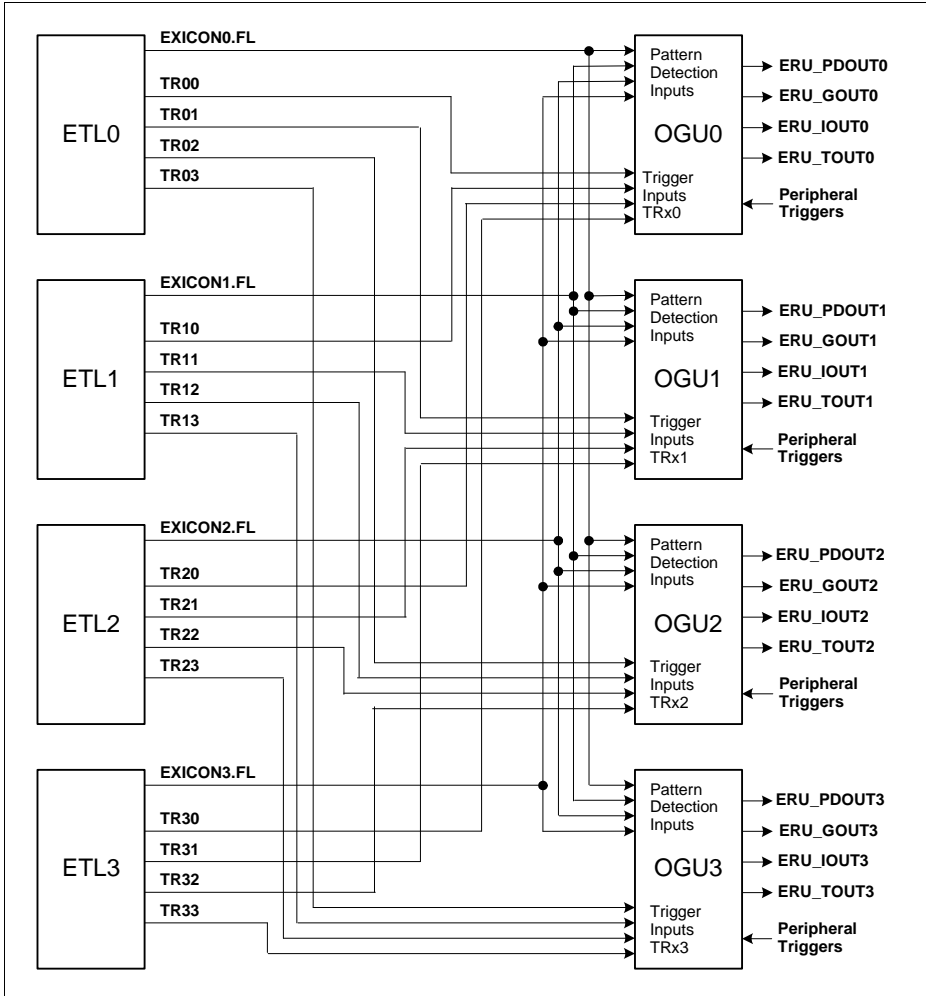 EXICON0.FL
TR00
TR01
TR02
TR03
ETL0
Pattern
Detection
Inputs
OGU0
Trigger
Inputs
TRx0
ERU_PDOUT0
ERU_GOUT0
ERU_IOUT0
ERU_TOUT0
Peripheral
Triggers
EXICON1.FL
TR10
TR11
TR12
TR13
ETL1
Pattern
Detection
Inputs
OGU1
Trigger
Inputs
TRx1
ERU_PDOUT1
ERU_GOUT1
ERU_IOUT1
ERU_TOUT1
Peripheral
Triggers
EXICON2.FL
TR20
TR21
TR22
TR23
ETL2
Pattern
Detection
Inputs
OGU2
Trigger
Inputs
TRx2
ERU_PDOUT2
ERU_GOUT2
ERU_IOUT2
ERU_TOUT2
Peripheral
Triggers
EXICON3.FL
TR30
TR31
TR32
TR33
ETL3
Pattern
Detection
Inputs
OGU3
Trigger
Inputs
TRx3
ERU_PDOUT3
ERU_GOUT3
ERU_IOUT3
ERU_TOUT3
Peripheral
Triggers